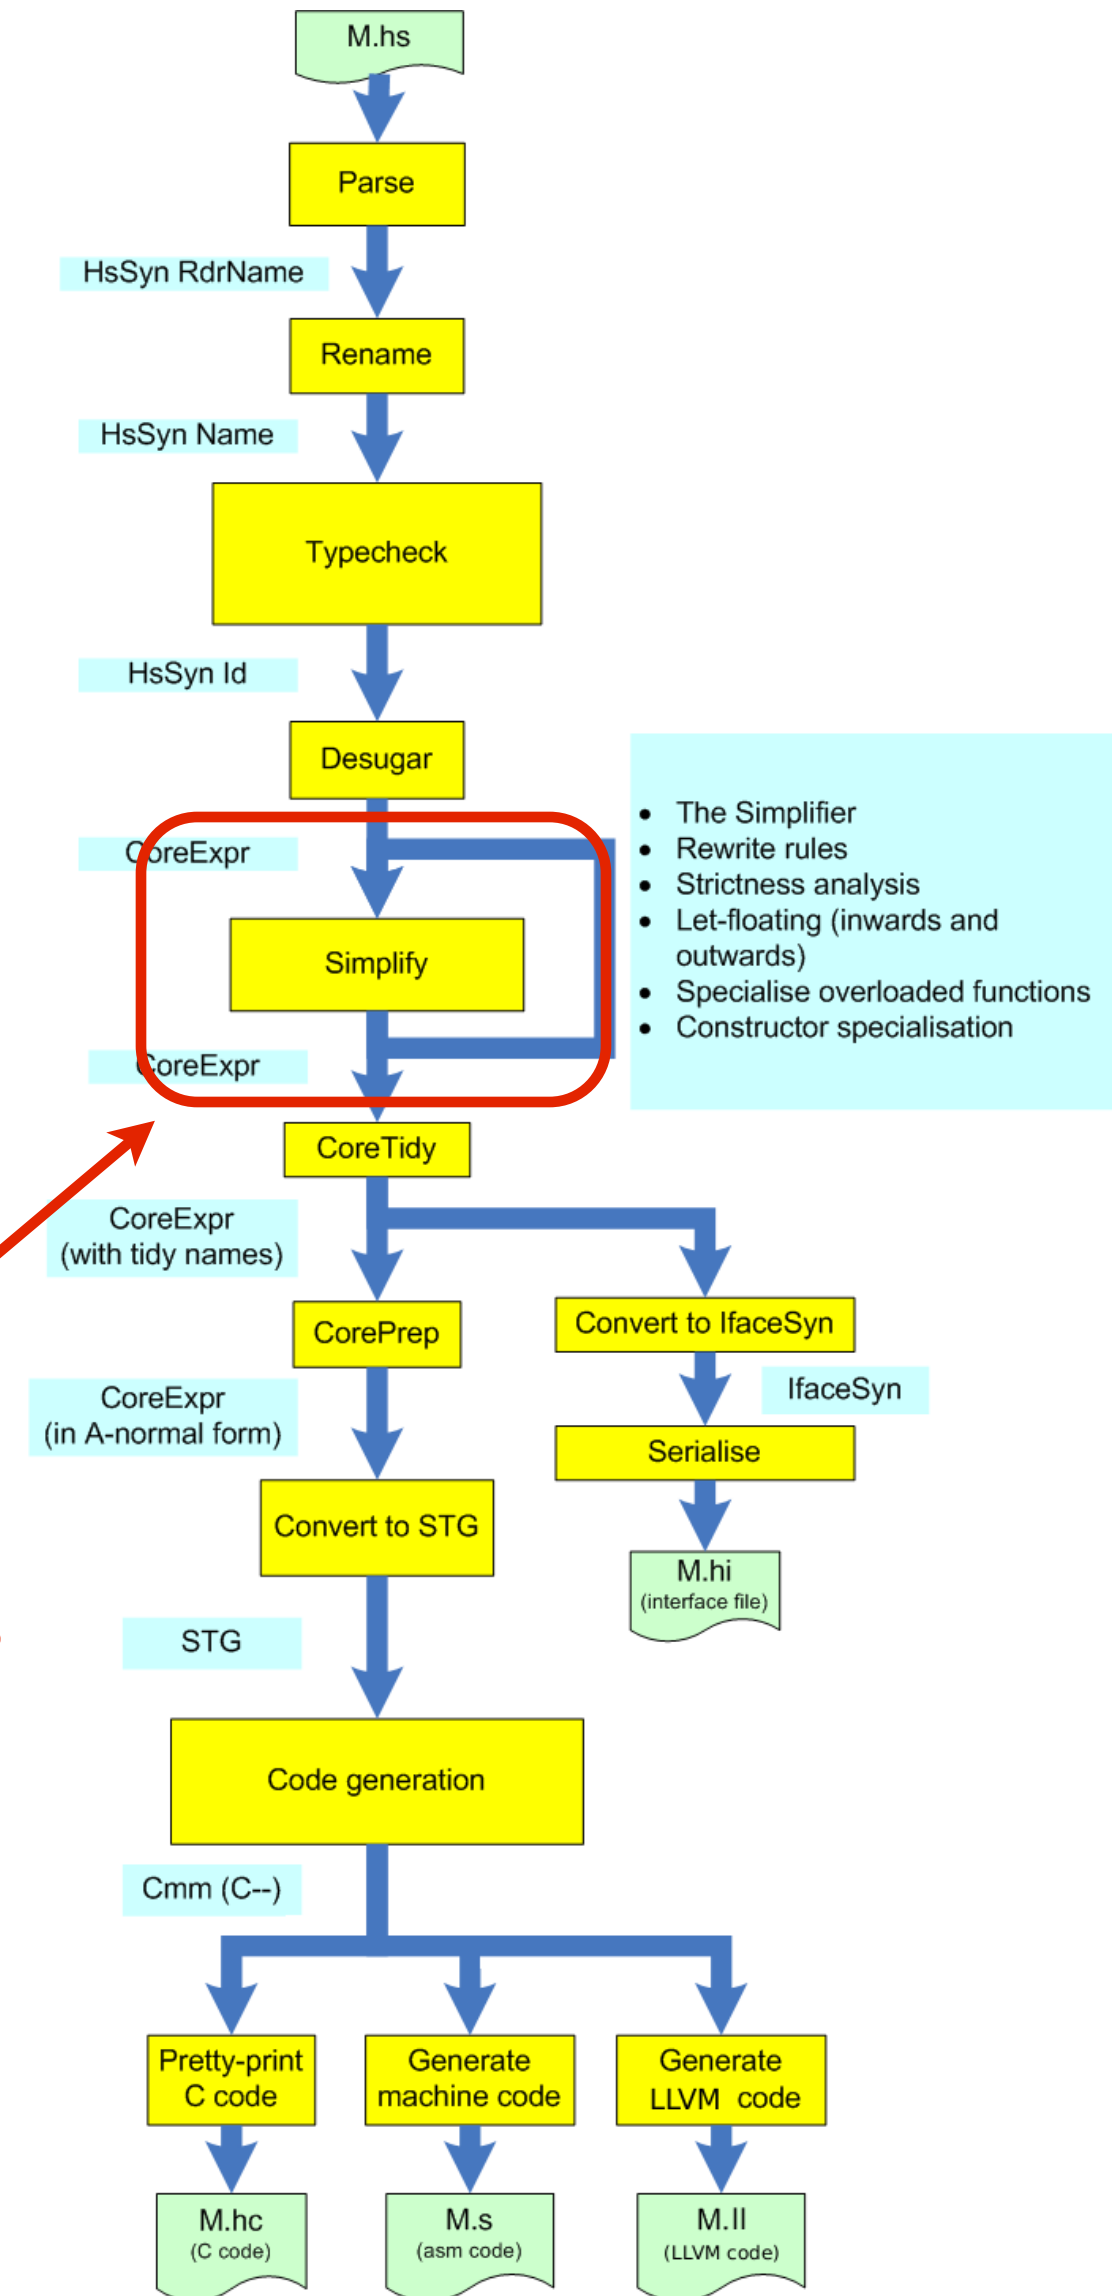 M.hs
Parse
HsSyn RdrName
Rename
HsSyn Name
Typecheck
HsSyn Id
Desugar
CoreExpr
Simplify
CoreExpr
• The Simplifier
• Rewrite rules
• Strictness analysis
• Let-floating (inwards and
outwards)
• Specialise overloaded functions
• Constructor specialisation
CoreTidy
CoreExpr
(with tidy names)
CorePrep
Convert to IfaceSyn
IfaceSyn
CoreExpr
(in A-normal form)
Serialise
Convert to STG
M.hi
(interface file)
STG
Code generation
Cmm (C--)
Pretty-print
C code
Generate
machine code
Generate
LLVM code
M.hc
(C code)
M.s
(asm code)
M.ll
(LLVM code)